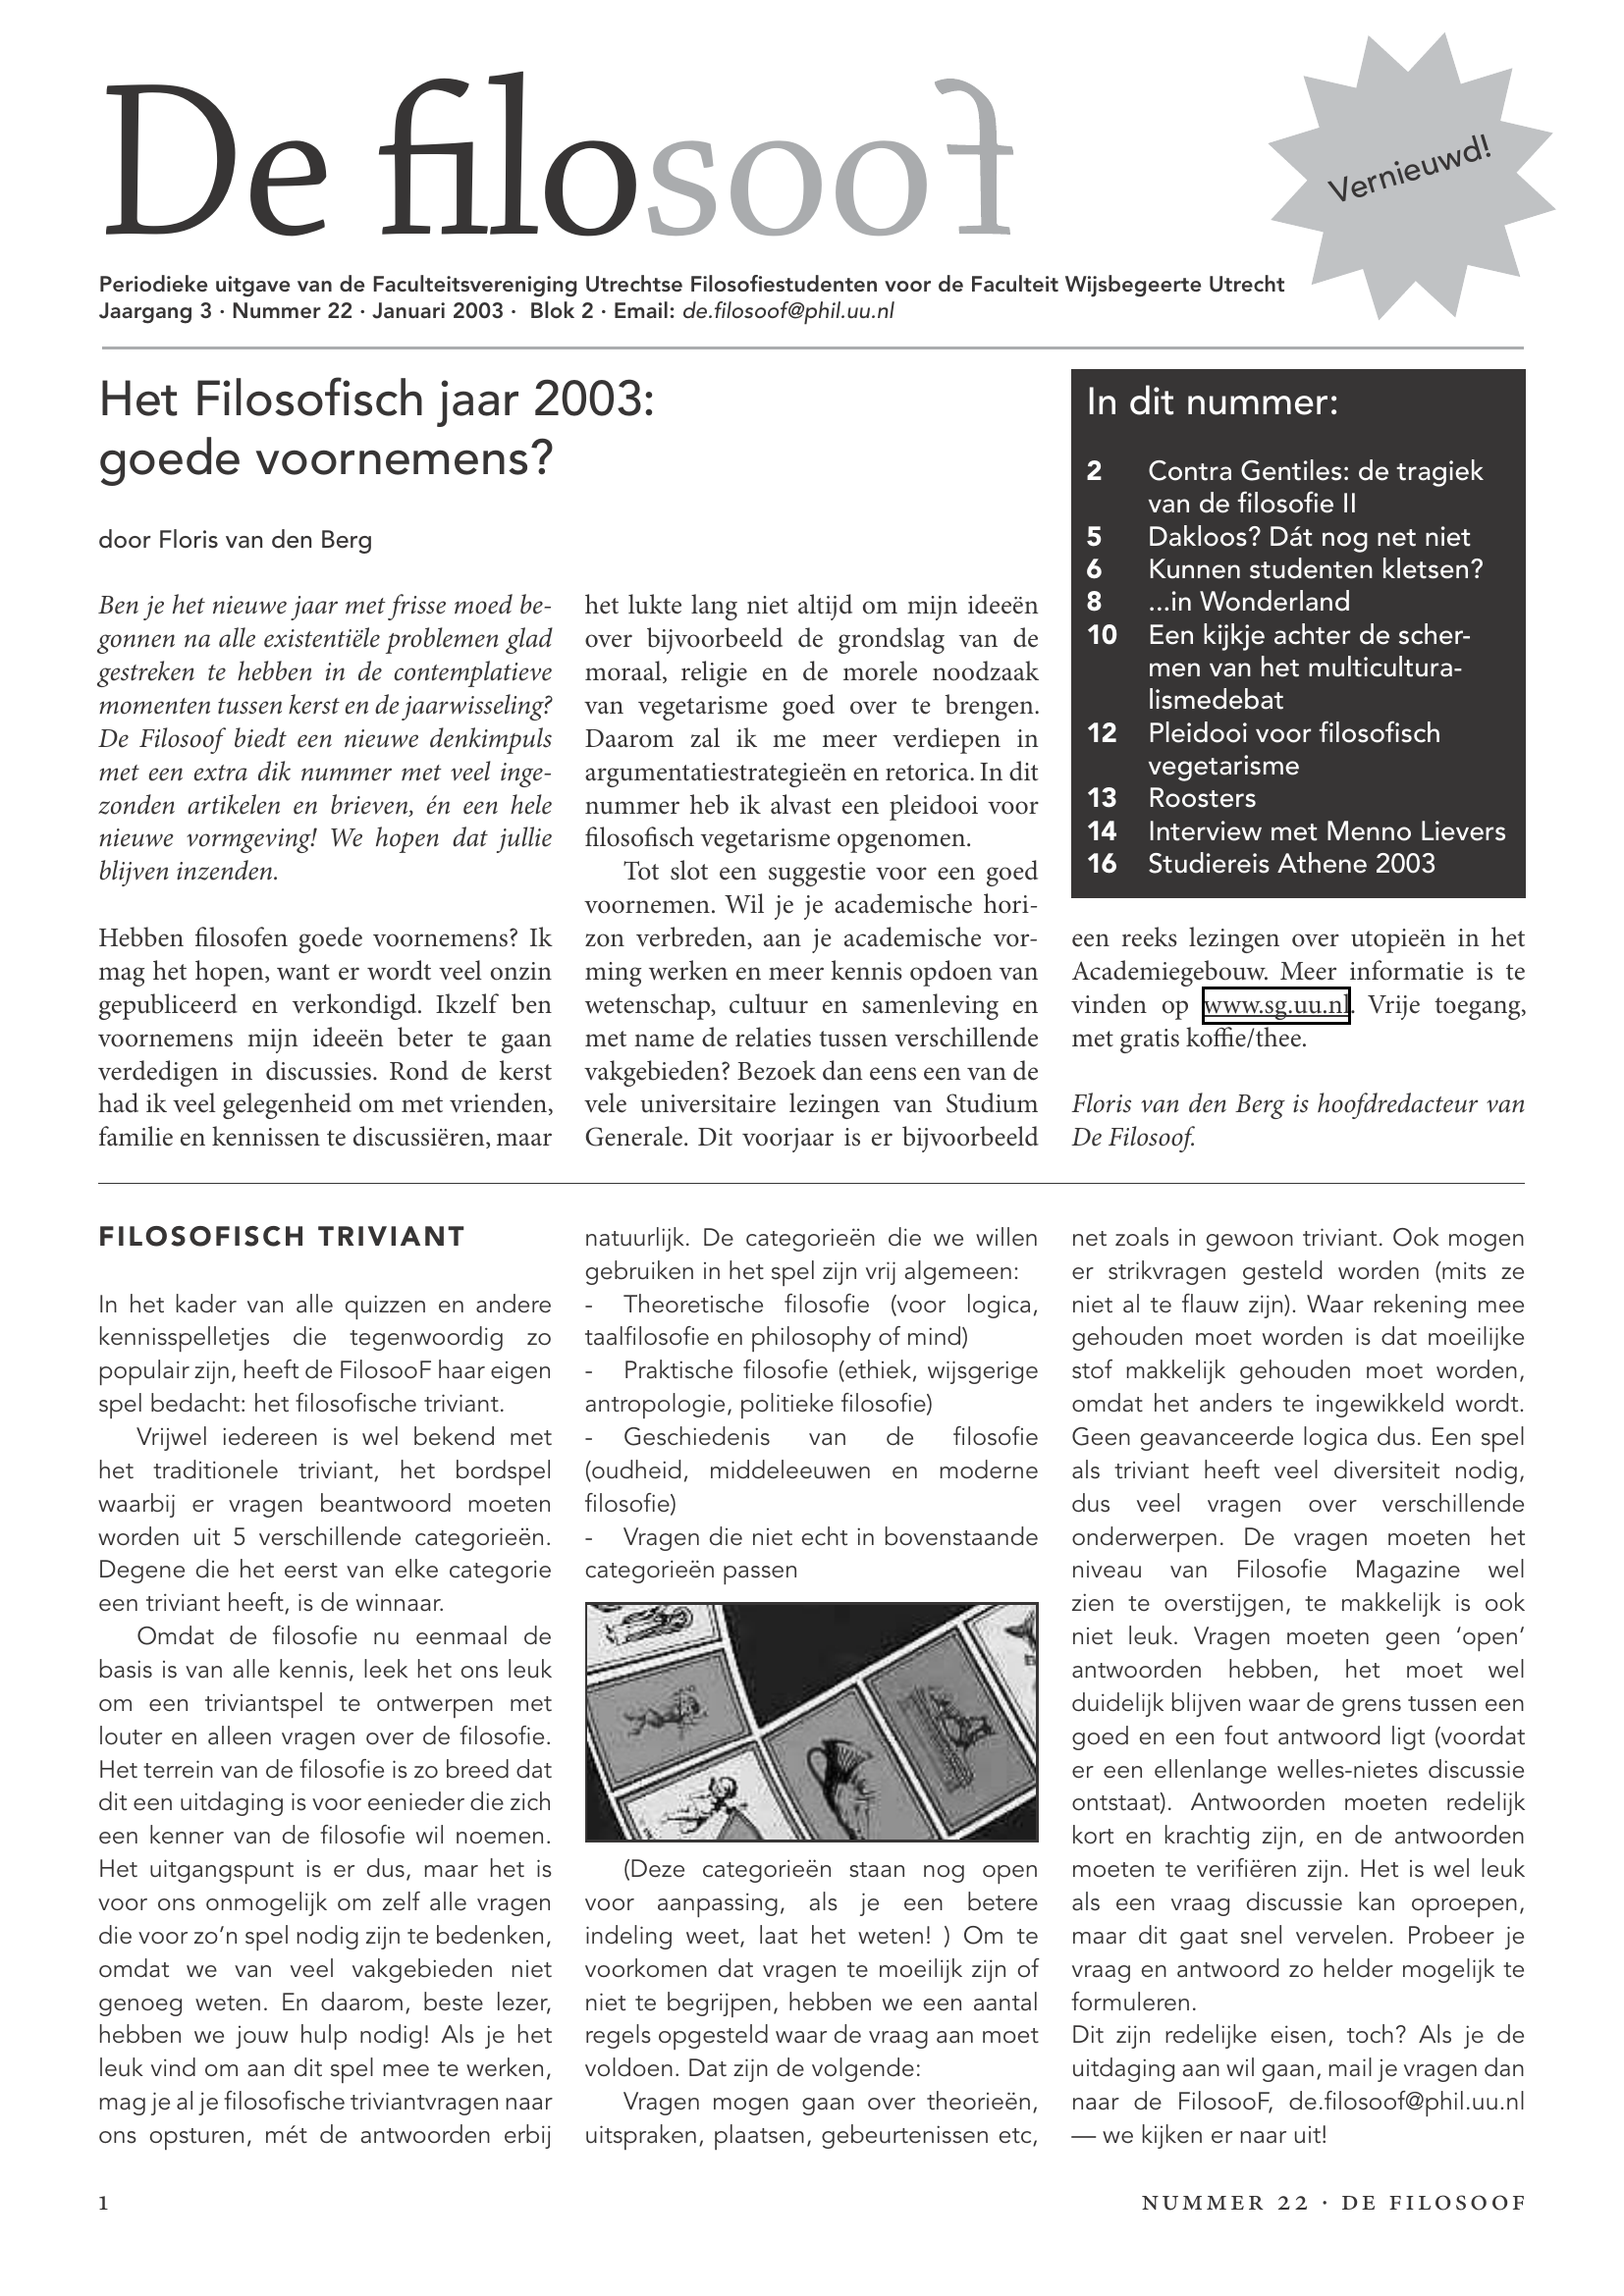 De filosoof
Vernieuwd!
Periodieke uitgave van de Faculteitsvereniging Utrechtse Filosofiestudenten voor de Faculteit Wijsbegeerte Utrecht
Jaargang 3 · Nummer 22 · Januari 2003 · Blok 2 · Email: de.filosoof@phil.uu.nl
Het Filosofisch jaar 2003:
goede voornemens?
door Floris van den Berg
Ben je het nieuwe jaar met frisse moed be-
gonnen na alle existentiële problemen glad
gestreken te hebben in de contemplatieve
momenten tussen kerst en de jaarwisseling?
De Filosoof biedt een nieuwe denkimpuls
met een extra dik nummer met veel inge-
zonden artikelen en brieven, én een hele
nieuwe vormgeving! We hopen dat jullie
blijven inzenden.
Hebben filosofen goede voornemens? Ik
mag het hopen, want er wordt veel onzin
gepubliceerd en verkondigd. Ikzelf ben
voornemens mijn ideeën beter te gaan
verdedigen in discussies. Rond de kerst
had ik veel gelegenheid om met vrienden,
familie en kennissen te discussiëren, maar
het lukte lang niet altijd om mijn ideeën
over bijvoorbeeld de grondslag van de
moraal, religie en de morele noodzaak
van vegetarisme goed over te brengen.
Daarom zal ik me meer verdiepen in
argumentatiestrategieën en retorica. In dit
nummer heb ik alvast een pleidooi voor
filosofisch vegetarisme opgenomen.
Tot slot een suggestie voor een goed
voornemen. Wil je je academische hori-
zon verbreden, aan je academische vor-
ming werken en meer kennis opdoen van
wetenschap, cultuur en samenleving en
met name de relaties tussen verschillende
vakgebieden? Bezoek dan eens een van de
vele universitaire lezingen van Studium
Generale. Dit voorjaar is er bijvoorbeeld
In dit nummer:
2 Contra Gentiles: de tragiek
van de filosofie II
5 Dakloos? Dát nog net niet
6 Kunnen studenten kletsen?
8 ...in Wonderland
10 Een kijkje achter de scher-
men van het multicultura-
lismedebat
12 Pleidooi voor filosofisch
vegetarisme
13 Roosters
14 Interview met Menno Lievers
16 Studiereis Athene 2003
een reeks lezingen over utopieën in het
Academiegebouw. Meer informatie is te
vinden op www.sg.uu.nl. Vrije toegang,
met gratis koffie/thee.
Floris van den Berg is hoofdredacteur van
De Filosoof.
FILOSOFISCH TRIVIANT
In het kader van alle quizzen en andere
kennisspelletjes die tegenwoordig zo
populair zijn, heeft de FilosooF haar eigen
spel bedacht: het filosofische triviant.
Vrijwel iedereen is wel bekend met
het traditionele triviant, het bordspel
waarbij er vragen beantwoord moeten
worden uit 5 verschillende categorieën.
Degene die het eerst van elke categorie
een triviant heeft, is de winnaar.
Omdat de filosofie nu eenmaal de
basis is van alle kennis, leek het ons leuk
om een triviantspel te ontwerpen met
louter en alleen vragen over de filosofie.
Het terrein van de filosofie is zo breed dat
dit een uitdaging is voor eenieder die zich
een kenner van de filosofie wil noemen.
Het uitgangspunt is er dus, maar het is
voor ons onmogelijk om zelf alle vragen
die voor zo'n spel nodig zijn te bedenken,
omdat we van veel vakgebieden niet
genoeg weten. En daarom, beste lezer,
hebben we jouw hulp nodig! Als je het
leuk vind om aan dit spel mee te werken,
mag je al je filosofische triviantvragen naar
ons opsturen, mét de antwoorden erbij
natuurlijk. De categorieën die we willen
gebruiken in het spel zijn vrij algemeen:
- Theoretische filosofie (voor logica,
taalfilosofie en philosophy of mind)
- Praktische filosofie (ethiek, wijsgerige
antropologie, politieke filosofie)
- Geschiedenis van de filosofie
(oudheid, middeleeuwen en moderne
filosofie)
- Vragen die niet echt in bovenstaande
categorieën passen
(Deze categorieën staan nog open
voor aanpassing, als je een betere
indeling weet, laat het weten! ) Om te
voorkomen dat vragen te moeilijk zijn of
niet te begrijpen, hebben we een aantal
regels opgesteld waar de vraag aan moet
voldoen. Dat zijn de volgende:
Vragen mogen gaan over theorieën,
uitspraken, plaatsen, gebeurtenissen etc,
net zoals in gewoon triviant. Ook mogen
er strikvragen gesteld worden (mits ze
niet al te flauw zijn). Waar rekening mee
gehouden moet worden is dat moeilijke
stof makkelijk gehouden moet worden,
omdat het anders te ingewikkeld wordt.
Geen geavanceerde logica dus. Een spel
als triviant heeft veel diversiteit nodig,
dus veel vragen over verschillende
onderwerpen. De vragen moeten het
niveau van Filosofie Magazine wel
zien te overstijgen, te makkelijk is ook
niet leuk. Vragen moeten geen ‘open’
antwoorden hebben, het moet wel
duidelijk blijven waar de grens tussen een
goed en een fout antwoord ligt (voordat
er een ellenlange welles-nietes discussie
ontstaat). Antwoorden moeten redelijk
kort en krachtig zijn, en de antwoorden
moeten te verifiëren zijn. Het is wel leuk
als een vraag discussie kan oproepen,
maar dit gaat snel vervelen. Probeer je
vraag en antwoord zo helder mogelijk te
formuleren.
Dit zijn redelijke eisen, toch? Als je de
uitdaging aan wil gaan, mail je vragen dan
naar de FilosooF, de.filosoof@phil.uu.nl
— we kijken er naar uit!
1
NUMMER 22 · DE FILOSOOF